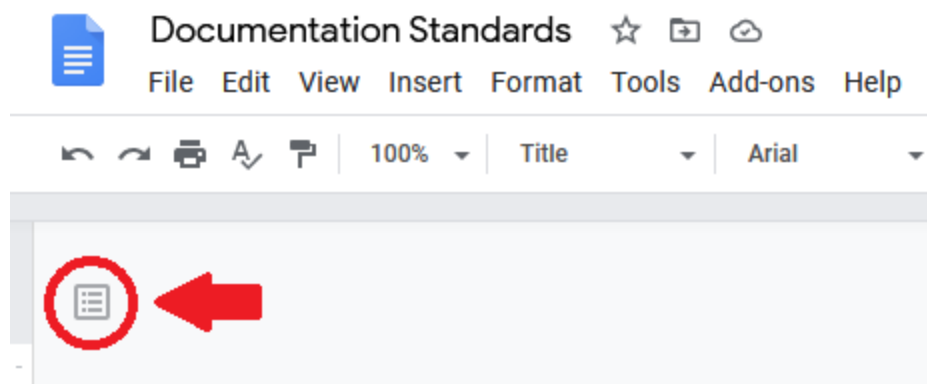 Documentation Standards
File Edit View Insert Format Tools Add-ons Help
100% Title Arial